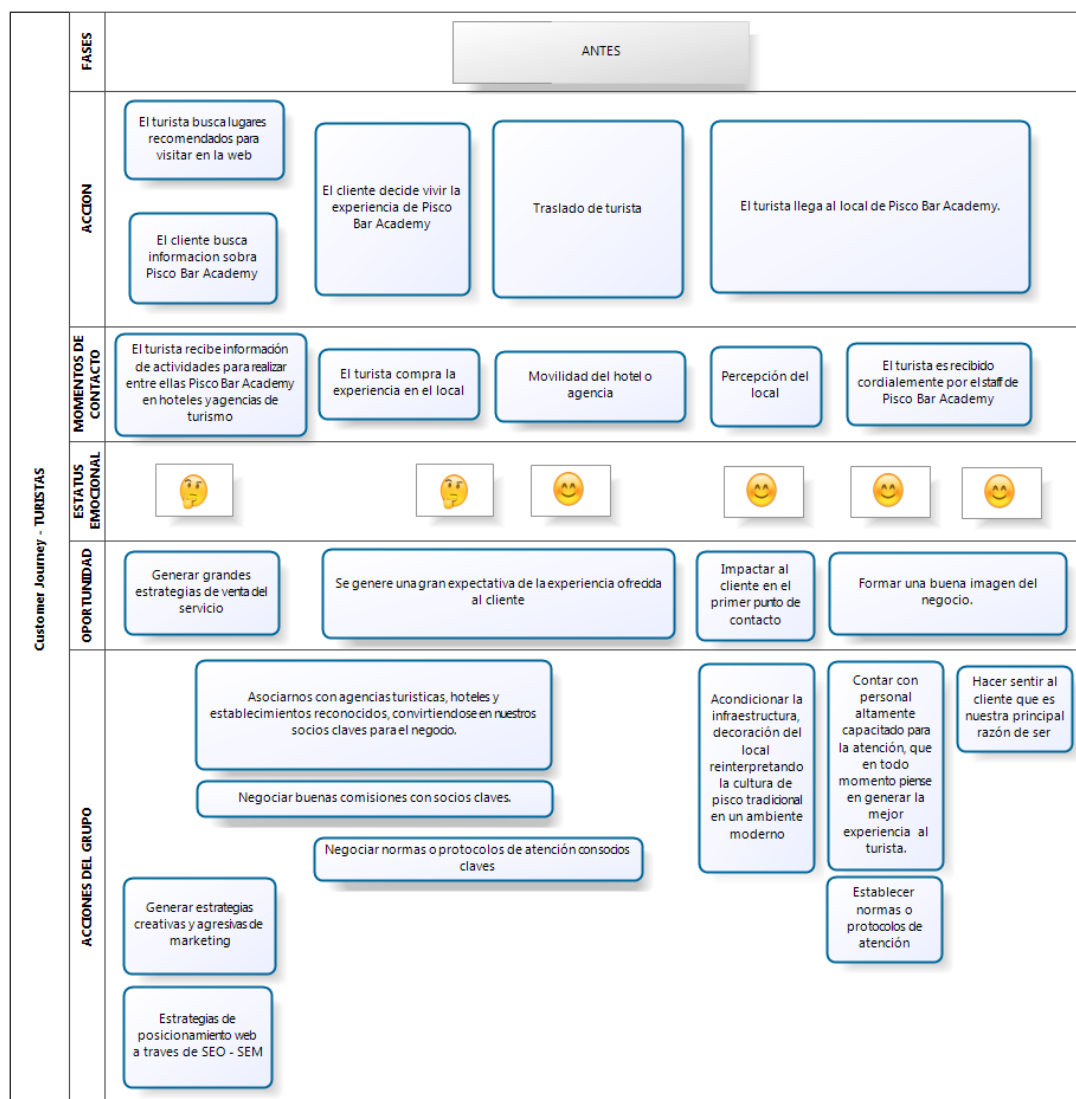 Customer Journey - TURISTAS
FASES
ANTES
ACCION
El turista busca lugares
recomendados para
visitar en la web
El cliente busca
informacion sobra
Pisco Bar Academy
El cliente decide vivir la
experiencia de Pisco
Bar Academy
Traslado de turista
El turista llega al local de Pisco Bar Academy.
MOMENTOS DE
CONTACTO
El turista recibe información
de actividades para realizar
entre ellas Pisco Bar Academy
en hoteles y agencias de
turismo
El turista compra la
experiencia en el local
Movilidad del hotel o
agencia
Percepción del
local
El turista es recibido
cordialemente por el staff de
Pisco Bar Academy
ESTATUS
EMOCIONAL
OPORTUNIDAD
Generar grandes
estrategias de venta del
servicio
Se genere una gran expectativa de la experiencia ofrecida
al cliente
Impactar al
cliente en el
primer punto de
contacto
Formar una buena imagen del
negocio.
ACCIONES DEL GRUPO
Asociarnos con agencias turisticas, hoteles y
establecimientos reconocidos, convirtiendose en nuestros
socios claves para el negocio.
Negociar buenas comisiones con socios claves.
Negociar normas o protocolos de atención con socios
claves
Generar estrategias
creativas y agresivas de
marketing
Estrategias de
posicionamiento web
a traves de SEO - SEM
Acondicionar la
infraestructura,
decoración del
local
reinterpretando
la cultura de
pisco tradicional
en un ambiente
moderno
Contar con
personal
altamente
capacitado para
la atención, que
en todo
momento piense
en generar la
mejor
experiencia al
turista.
Establecer
normas o
protocolos de
atención
Hacer sentir al
cliente que es
nuestra principal
razón de ser